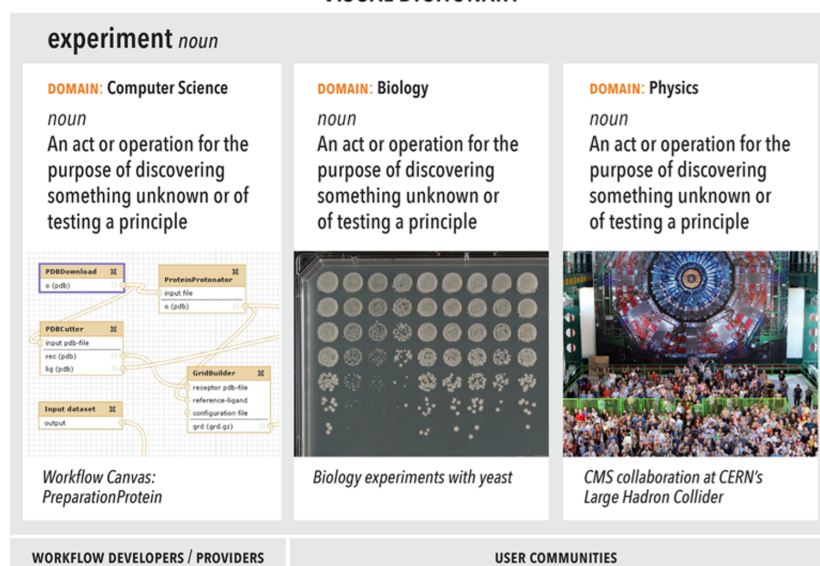 VISUAL DICTIONARY
experiment noun
DOMAIN: Computer Science
noun
An act or operation for the
purpose of discovering
something unknown or of
testing a principle
PDBDownload
o (pdb)
ProteinProtonator
input file
o (pdb)
PDBCutter
input pdb-file
rec (pdb)
lig (pdb)
GridBuilder
receptor pdb-file
reference-ligand
configuration file
grd (grd.gz)
Input dataset
output
Workflow Canvas:
PreparationProtein
DOMAIN: Biology
noun
An act or operation for the
purpose of discovering
something unknown or
of testing a principle
Biology experiments with yeast
DOMAIN: Physics
noun
An act or operation for the
purpose of discovering
something unknown or
of testing a principle
CMS collaboration at CERN's
Large Hadron Collider
WORKFLOW DEVELOPERS / PROVIDERS
USER COMMUNITIES